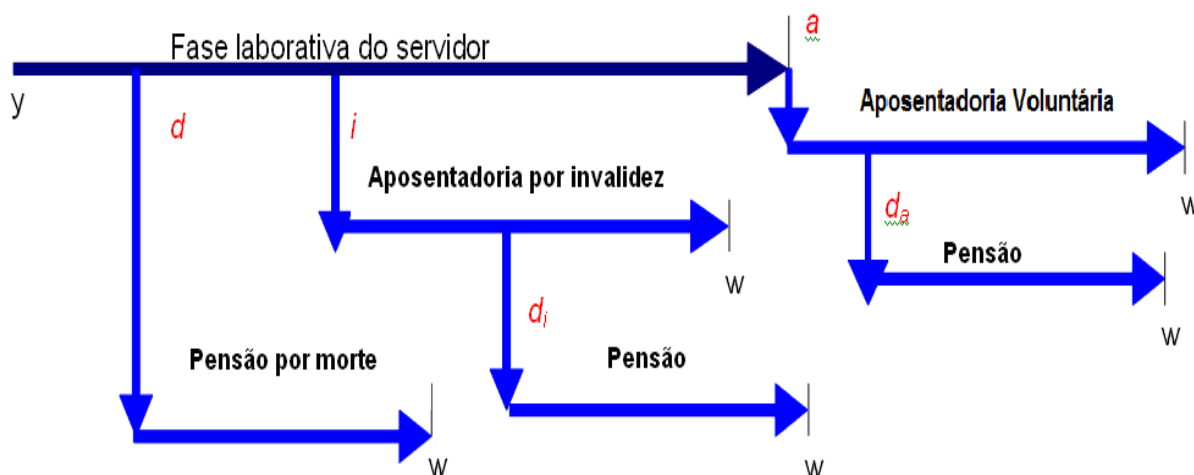 a
Fase laborativa do servidor
y
d
i
Aposentadoria Voluntária
Aposentadoria por invalidez
w
dₐ
Pensão
w
w
dᵢ
Pensão por morte
Pensão
w
w